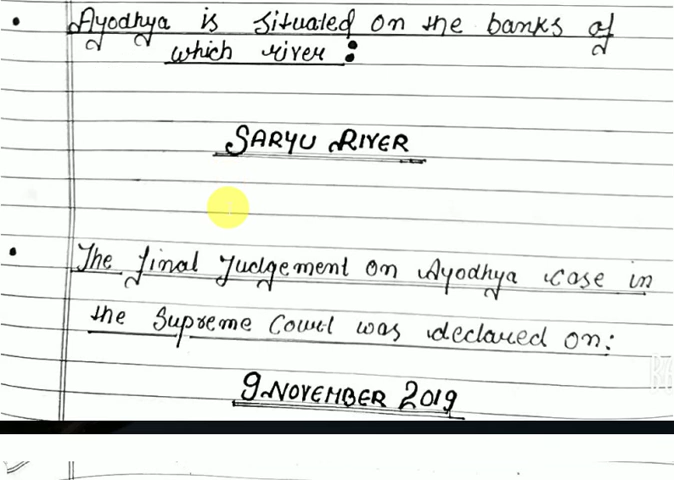 • Ayodhya is situated on the banks of
which river :
SARYU RIVER
• The final Judgement on Ayodhya case in
the Supreme Court was declared on:
9 NOVEMBER 2019